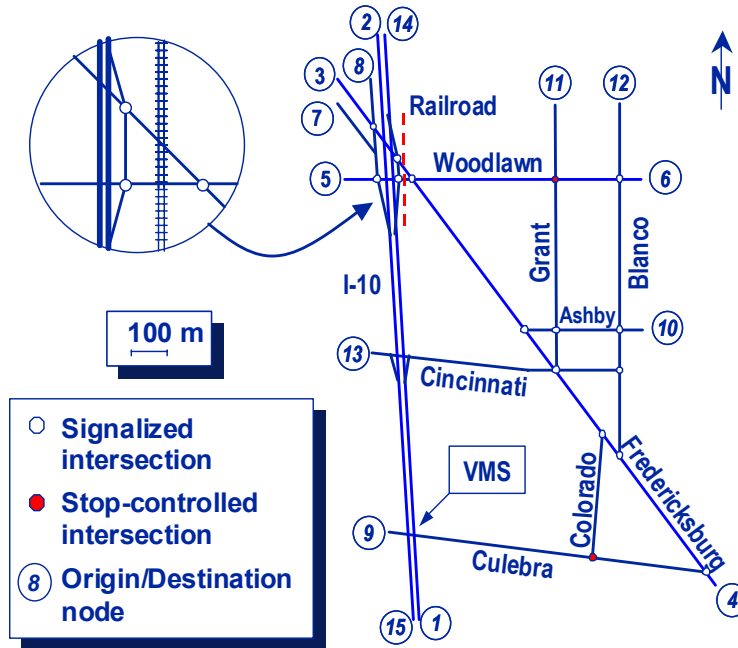 2
14
8
3
7
11
12
N
Railroad
Woodlawn
5
6
Grant
Blanco
I-10
100 m
Ashby
10
13
Cincinnati
Signalized
intersection
Stop-controlled
intersection
8 Origin/Destination
node
VMS
Colorado
Fredericksburg
9
Culebra
4
15
1